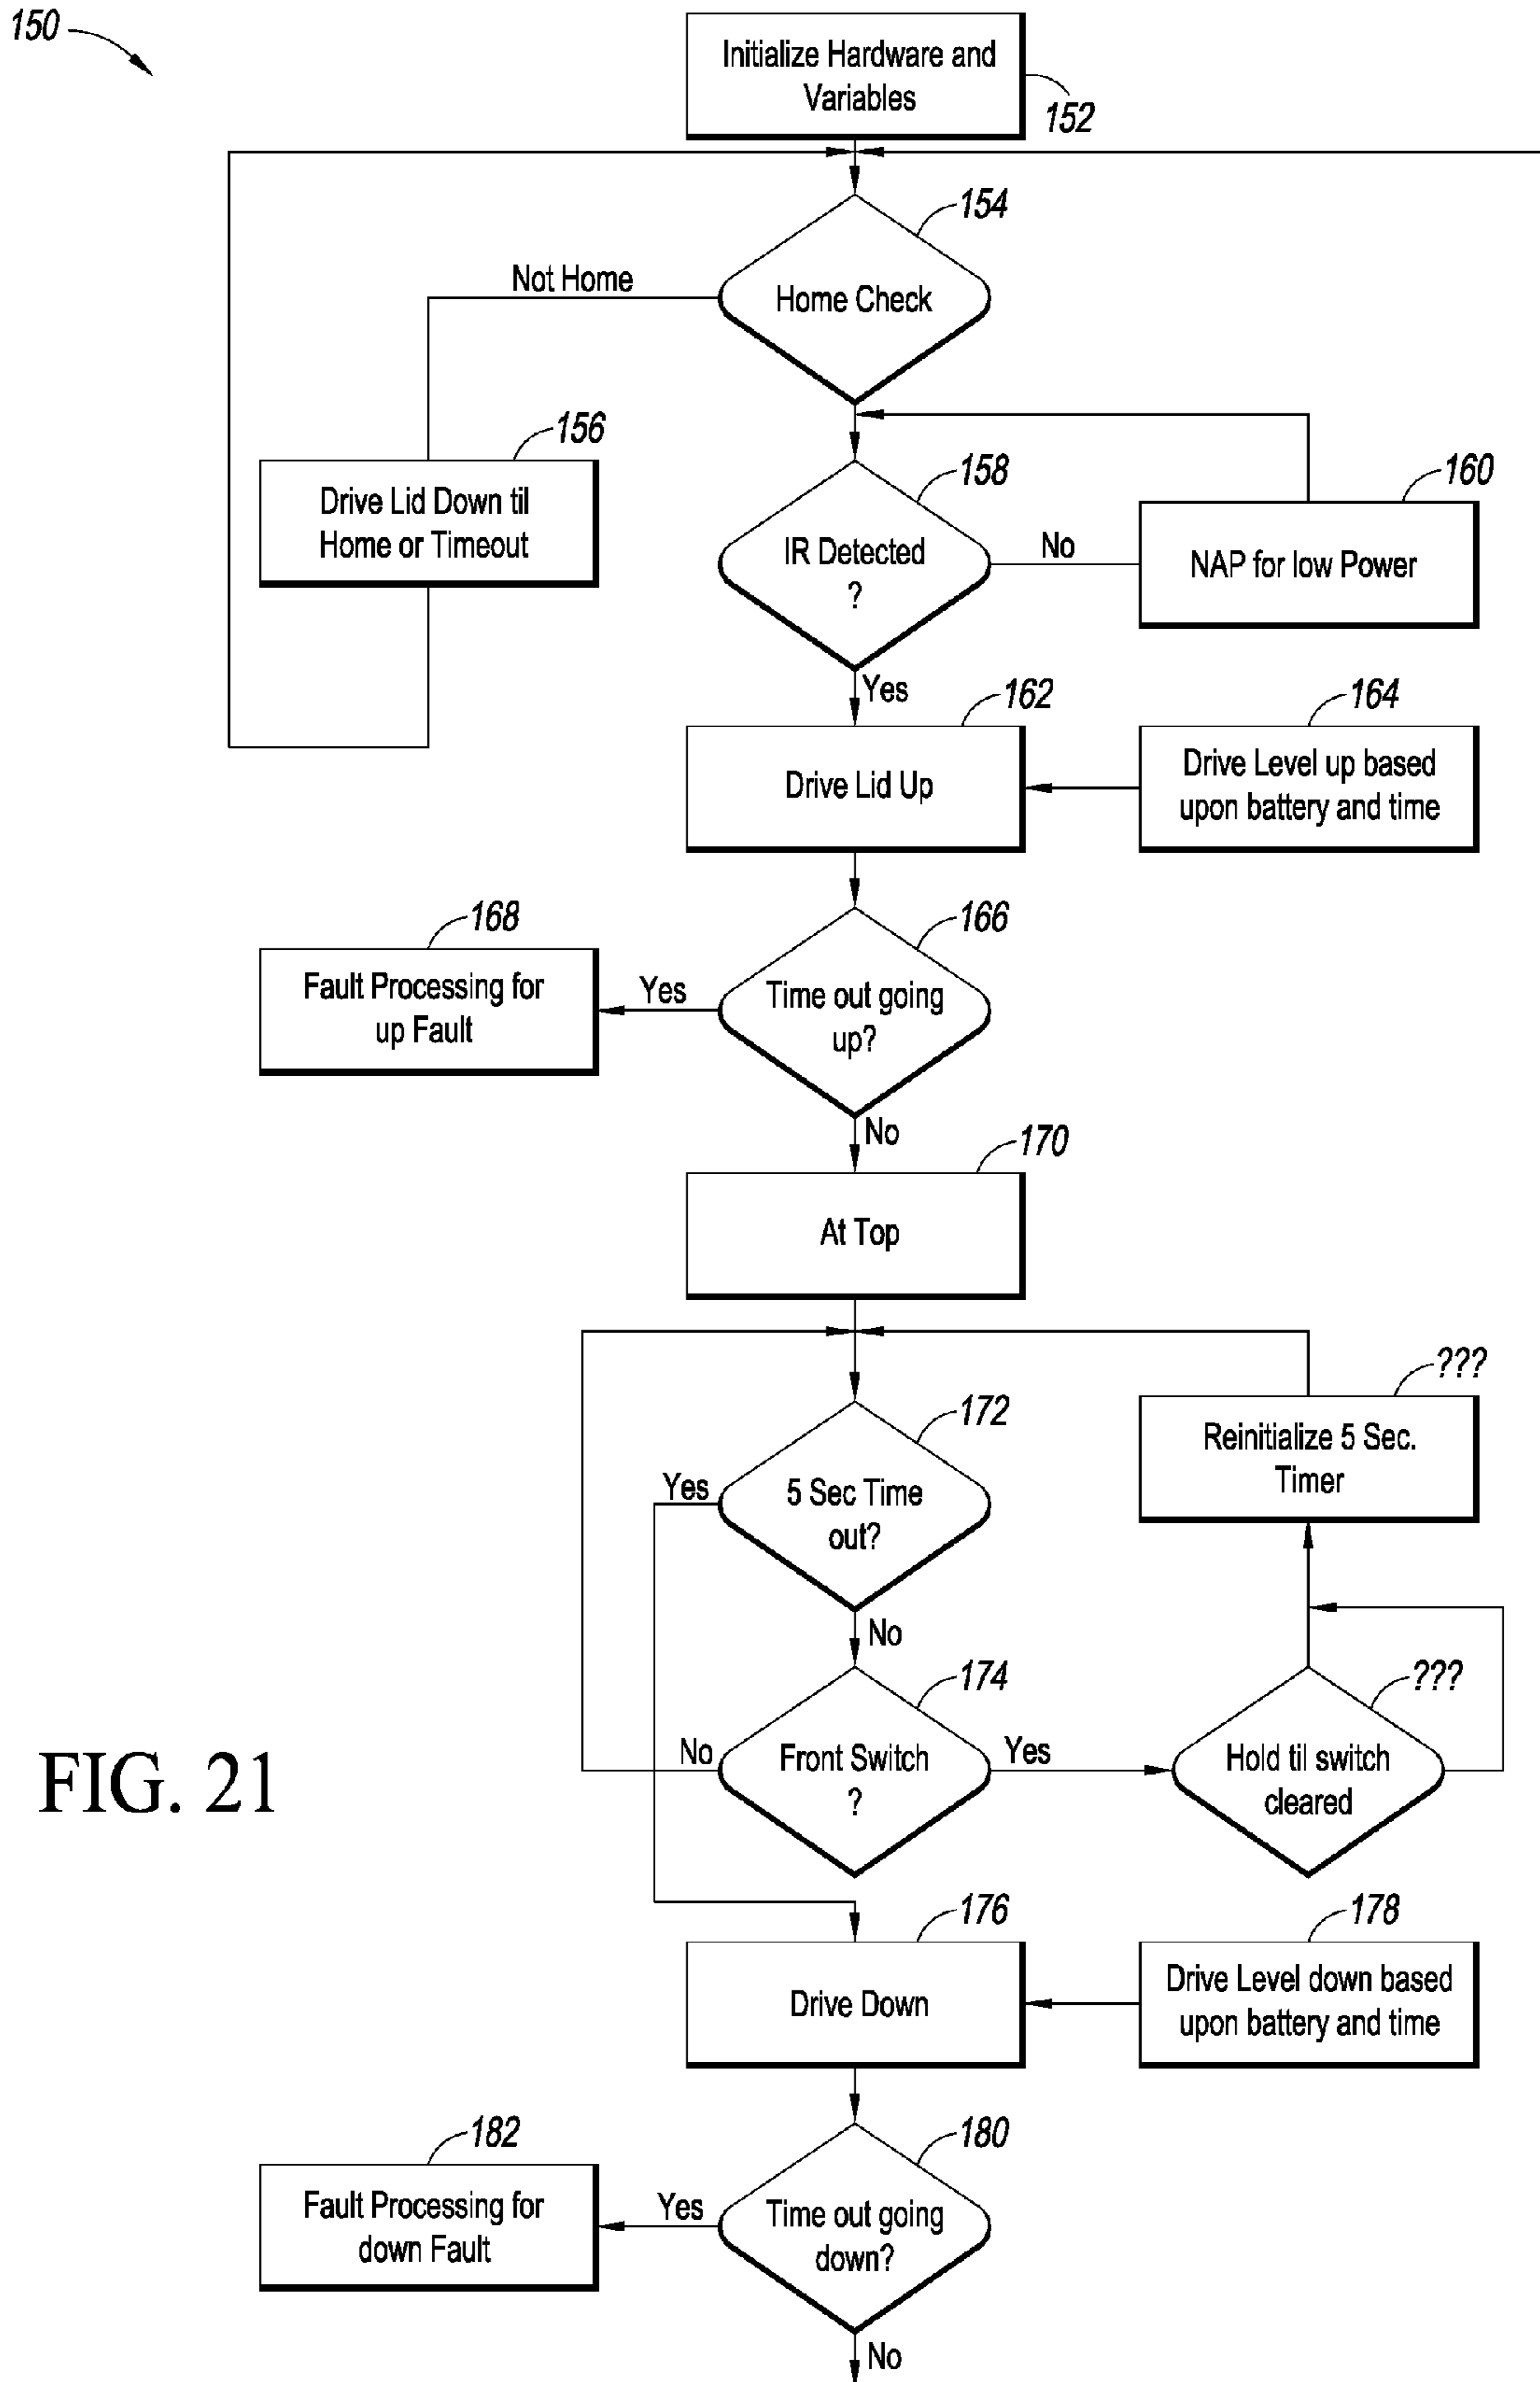 150
Initialize Hardware and
Variables
152
154
Not Home
Home Check
156
Drive Lid Down til
Home or Timeout
158
IR Detected
?
No
160
NAP for low Power
Yes
162
Drive Lid Up
164
Drive Level up based
upon battery and time
168
Fault Processing for
up Fault
Yes
166
Time out going
up?
No
170
At Top
???
Reinitialize 5 Sec.
Timer
172
Yes
5 Sec Time
out?
No
174
No
Front Switch
?
Yes
???
Hold til switch
cleared
FIG. 21
176
Drive Down
178
Drive Level down based
upon battery and time
182
Fault Processing for
down Fault
Yes
180
Time out going
down?
No